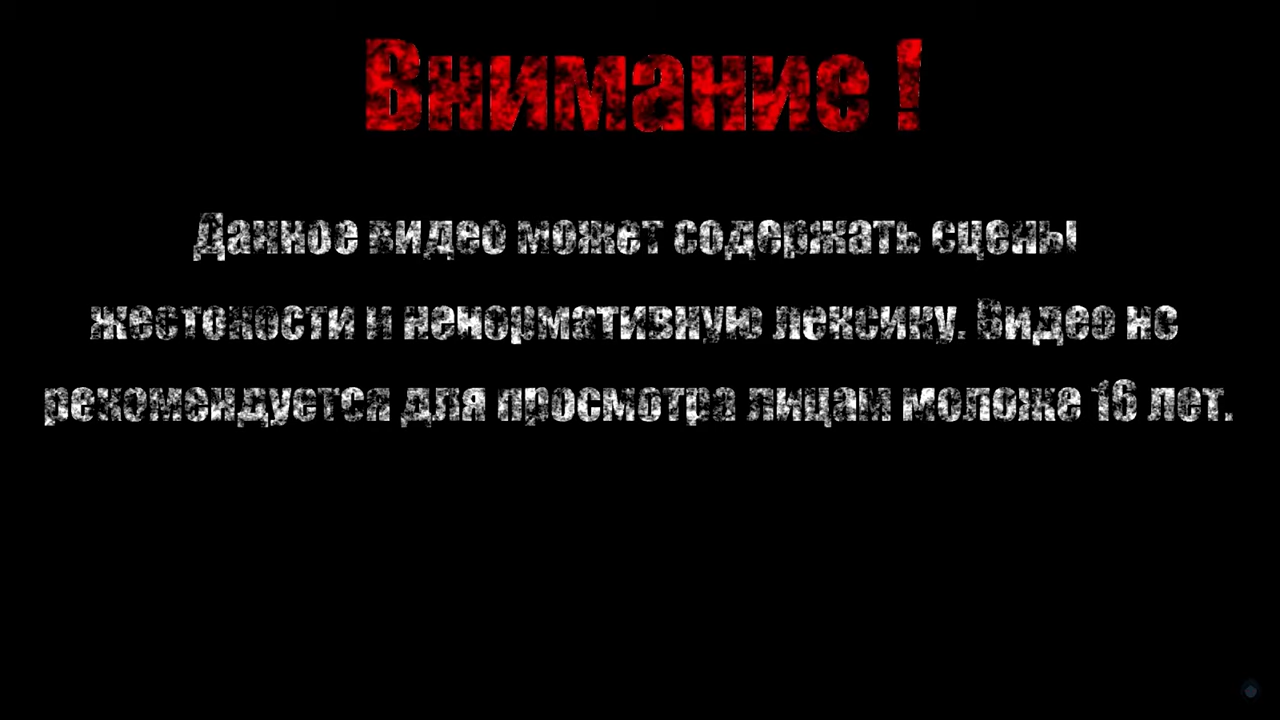 Внимание !
Данное видео может содержать сцены
жестокости и ненормативную лексику. Видео не
рекомендуется для просмотра лицам моложе 16 лет.